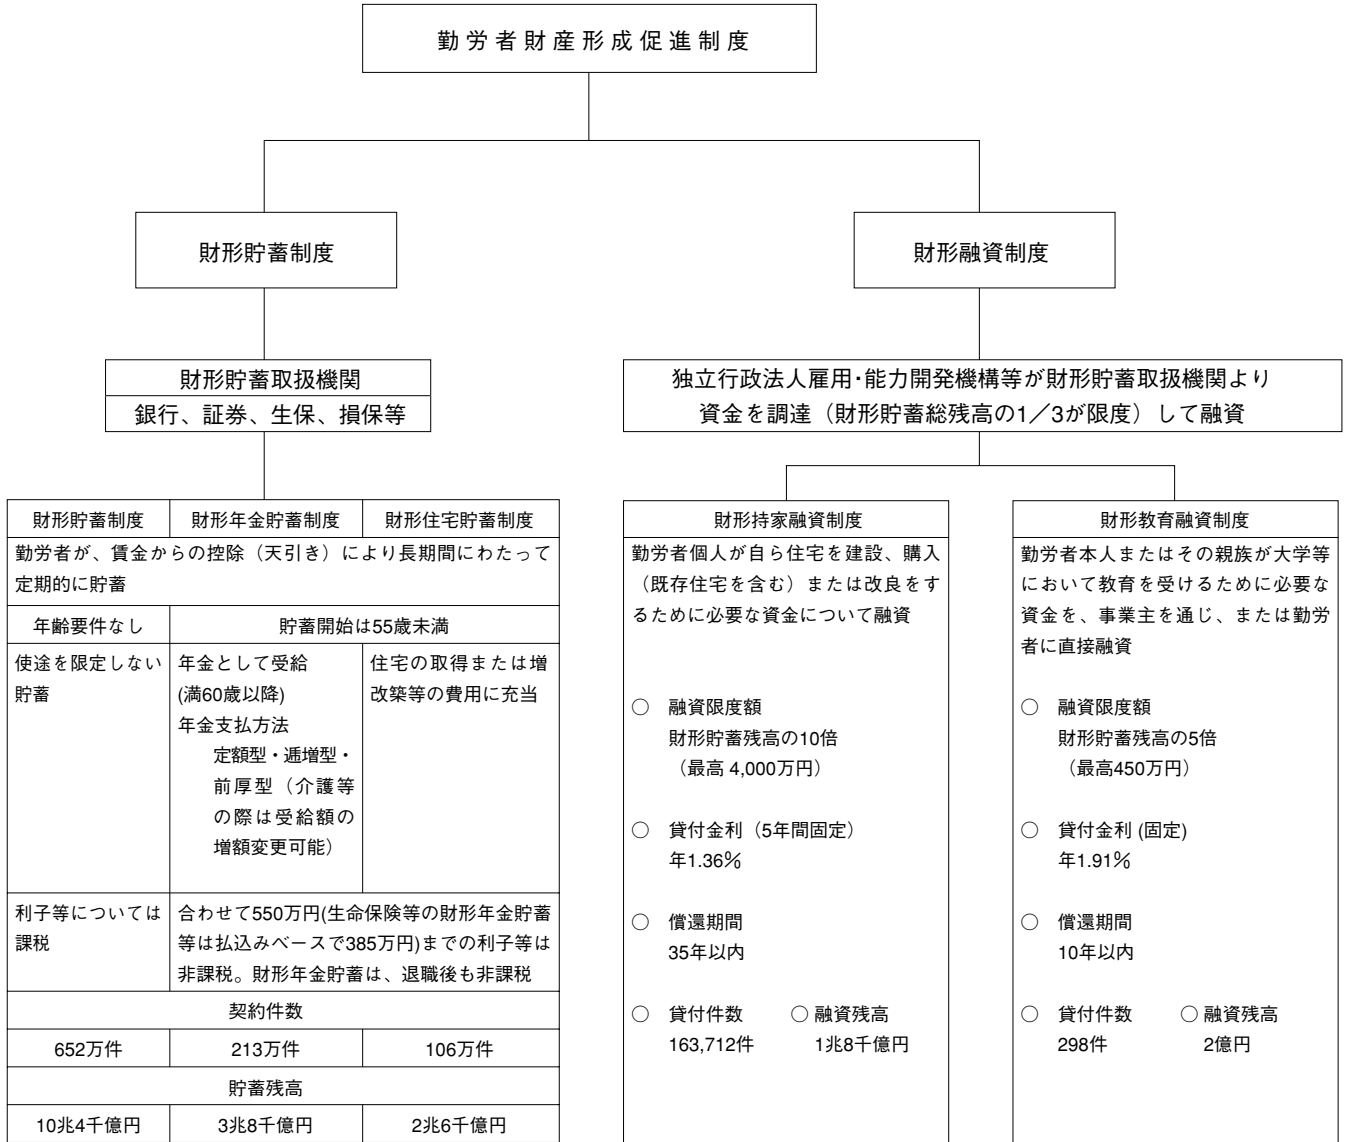 勤労者財産形成促進制度
財形貯蓄制度
財形融資制度
財形貯蓄取扱機関
銀行、証券、生保、損保等
独立行政法人雇用・能力開発機構等が財形貯蓄取扱機関より
資金を調達（財形貯蓄総残高の1／3が限度）して融資
財形貯蓄制度 財形年金貯蓄制度 財形住宅貯蓄制度
勤労者が、賃金からの控除（天引き）により長期間にわたって
定期的に貯蓄
年齢要件なし 貯蓄開始は55歳未満
使途を限定しない
貯蓄
年金として受給
(満60歳以降)
年金支払方法
定額型・逓増型・
前厚型（介護等
の際は受給額の
増額変更可能）
住宅の取得または増
改築等の費用に充当
利子等については
課税
合わせて550万円(生命保険等の財形年金貯蓄
等は払込みベースで385万円)までの利子等は
非課税。財形年金貯蓄は、退職後も非課税
契約件数
652万件 213万件 106万件
貯蓄残高
10兆4千億円 3兆8千億円 2兆6千億円
財形持家融資制度
勤労者個人が自ら住宅を建設、購入
（既存住宅を含む）または改良をす
るために必要な資金について融資
○ 融資限度額
財形貯蓄残高の10倍
（最高 4,000万円）
○ 貸付金利（5年間固定）
年1.36％
○ 償還期間
35年以内
○ 貸付件数 ○ 融資残高
163,712件 1兆8千億円
財形教育融資制度
勤労者本人またはその親族が大学等
において教育を受けるために必要な
資金を、事業主を通じ、または勤労
者に直接融資
○ 融資限度額
財形貯蓄残高の5倍
（最高450万円）
○ 貸付金利 (固定)
年1.91％
○ 償還期間
10年以内
○ 貸付件数 ○ 融資残高
298件 2億円